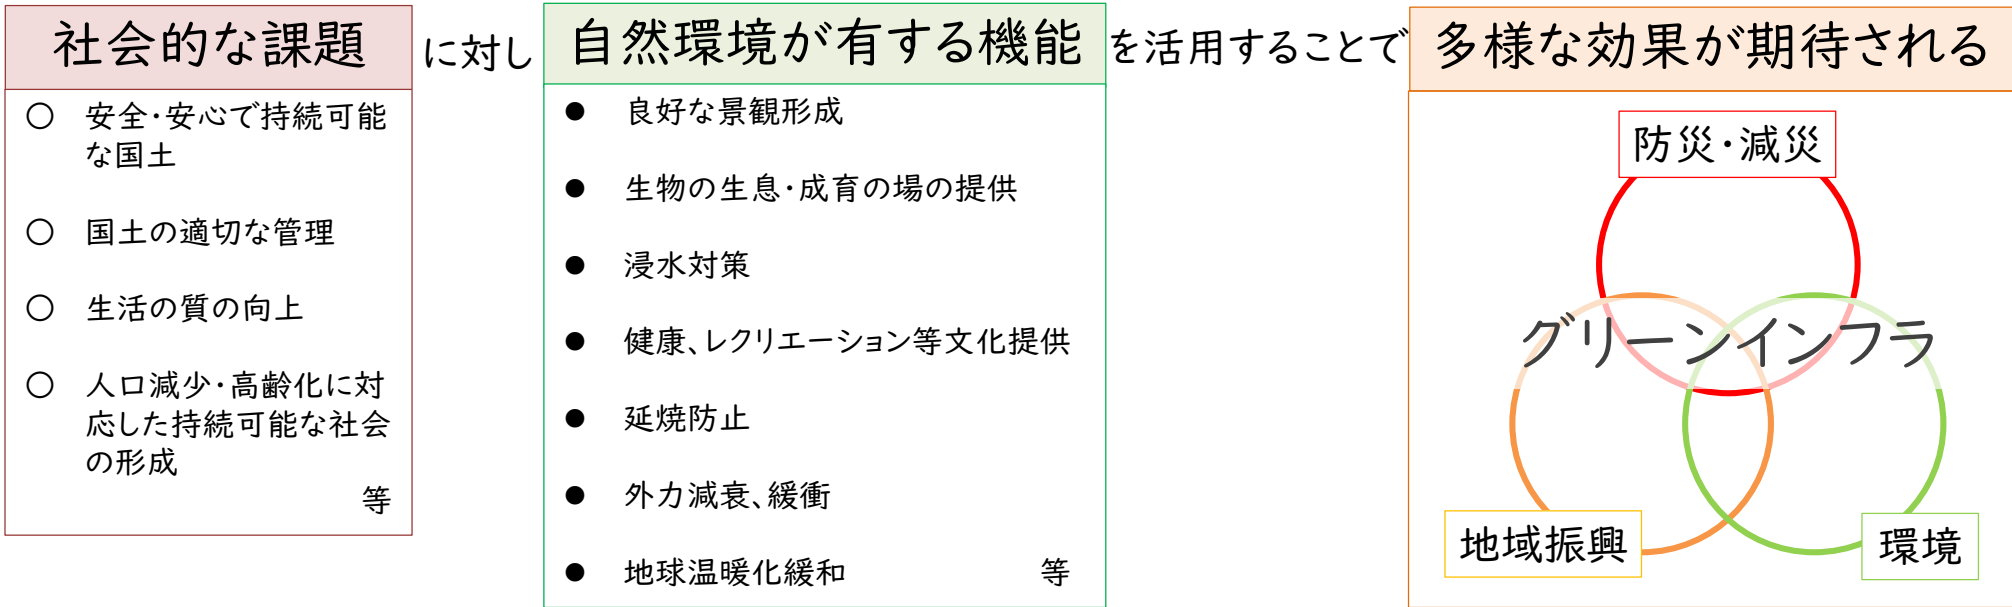 社会的な課題
に対し
自然環境が有する機能
を活用することで
多様な効果が期待される
○ 安全・安心で持続可能
な国土
○ 国土の適切な管理
○ 生活の質の向上
○ 人口減少・高齢化に対
応した持続可能な社会
の形成
等
● 良好な景観形成
● 生物の生息・成育の場の提供
● 浸水対策
● 健康、レクリエーション等文化提供
● 延焼防止
● 外力減衰、緩衝
● 地球温暖化緩和 等
防災・減災
グリーンインフラ
地域振興
環境